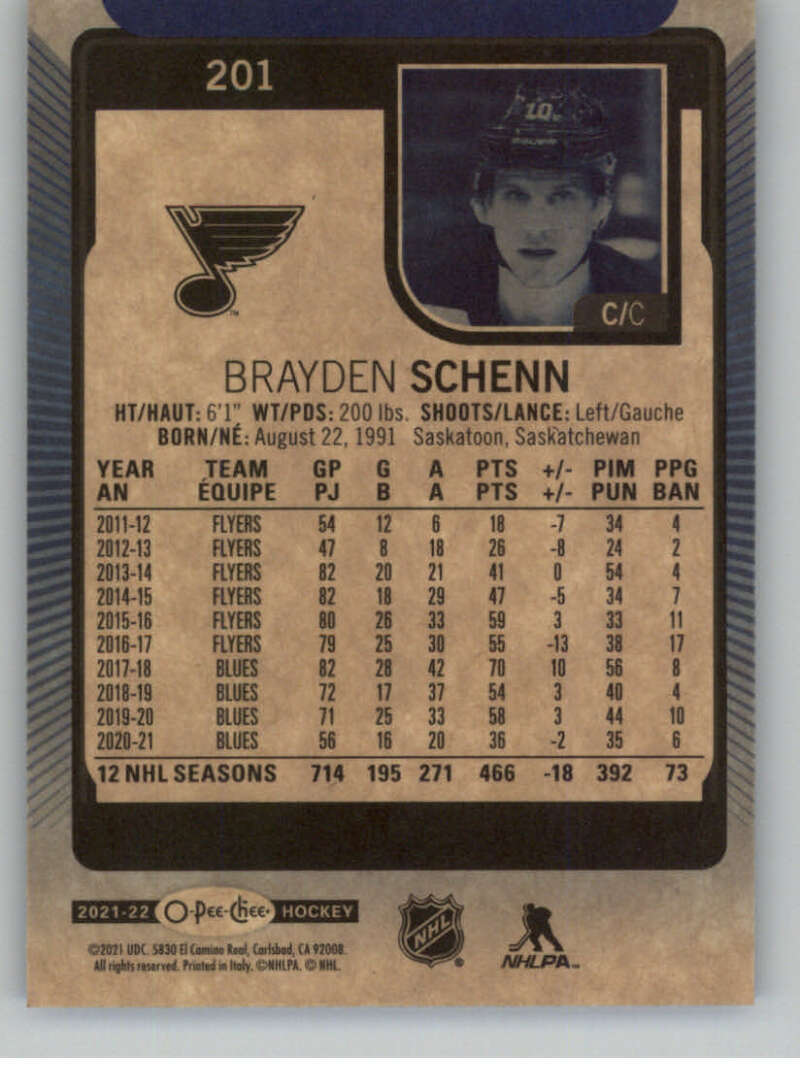 201
10
C/C
BRAYDEN SCHENN
HT/HAUT: 6'1" WT/PDS: 200 lbs. SHOOTS/LANCE: Left/Gauche
BORN/NÉ: August 22, 1991 Saskatoon, Saskatchewan
YEAR TEAM GP G A PTS +/- PIM PPG
AN ÉQUIPE PJ B A PTS +/- PUN BAN
2011-12 FLYERS 54 12 6 18 -7 34 4
2012-13 FLYERS 47 8 18 26 -8 24 2
2013-14 FLYERS 82 20 21 41 0 54 4
2014-15 FLYERS 82 18 29 47 -5 34 7
2015-16 FLYERS 80 26 33 59 3 33 11
2016-17 FLYERS 79 25 30 55 -13 38 17
2017-18 BLUES 82 28 42 70 10 56 8
2018-19 BLUES 72 17 37 54 3 40 4
2019-20 BLUES 71 25 33 58 3 44 10
2020-21 BLUES 56 16 20 36 -2 35 6
12 NHL SEASONS 714 195 271 466 -18 392 73
2021-22 O-Pee-Chee HOCKEY
NHL
NHLPA
©2021 UDC. 5830 El Camino Real, Carlsbad, CA 92008.
All rights reserved. Printed in Italy. ©NHLPA. © NHL.